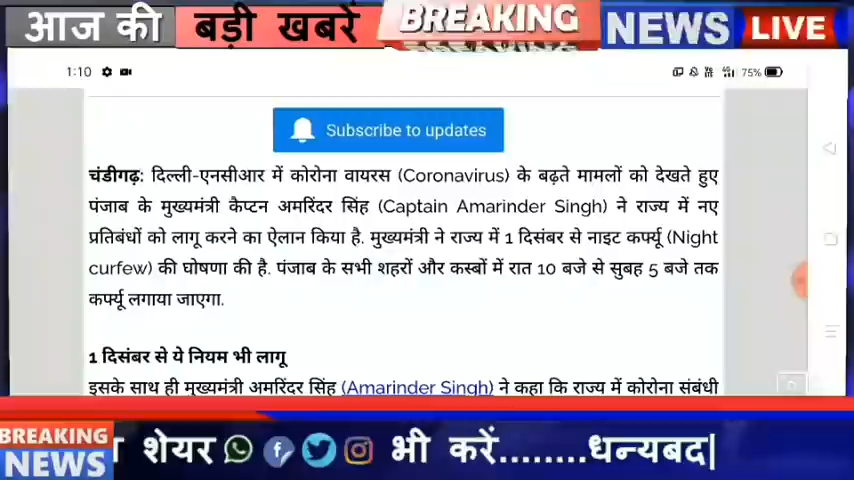 आज की बड़ी खबरे BREAKING NEWS LIVE
1:10 75%
Subscribe to updates
चंडीगढ़: दिल्ली-एनसीआर में कोरोना वायरस (Coronavirus) के बढ़ते मामलों को देखते हुए
पंजाब के मुख्यमंत्री कैप्टन अमरिंदर सिंह (Captain Amarinder Singh) ने राज्य में नए
प्रतिबंधों को लागू करने का ऐलान किया है. मुख्यमंत्री ने राज्य में 1 दिसंबर से नाइट कर्फ्यू (Night
curfew) की घोषणा की है. पंजाब के सभी शहरों और कस्बों में रात 10 बजे से सुबह 5 बजे तक
कर्फ्यू लगाया जाएगा.
1 दिसंबर से ये नियम भी लागू
इसके साथ ही मुख्यमंत्री अमरिंदर सिंह (Amarinder Singh) ने कहा कि राज्य में कोरोना संबंधी
BREAKING NEWS
शेयर भी करें........धन्यबद|